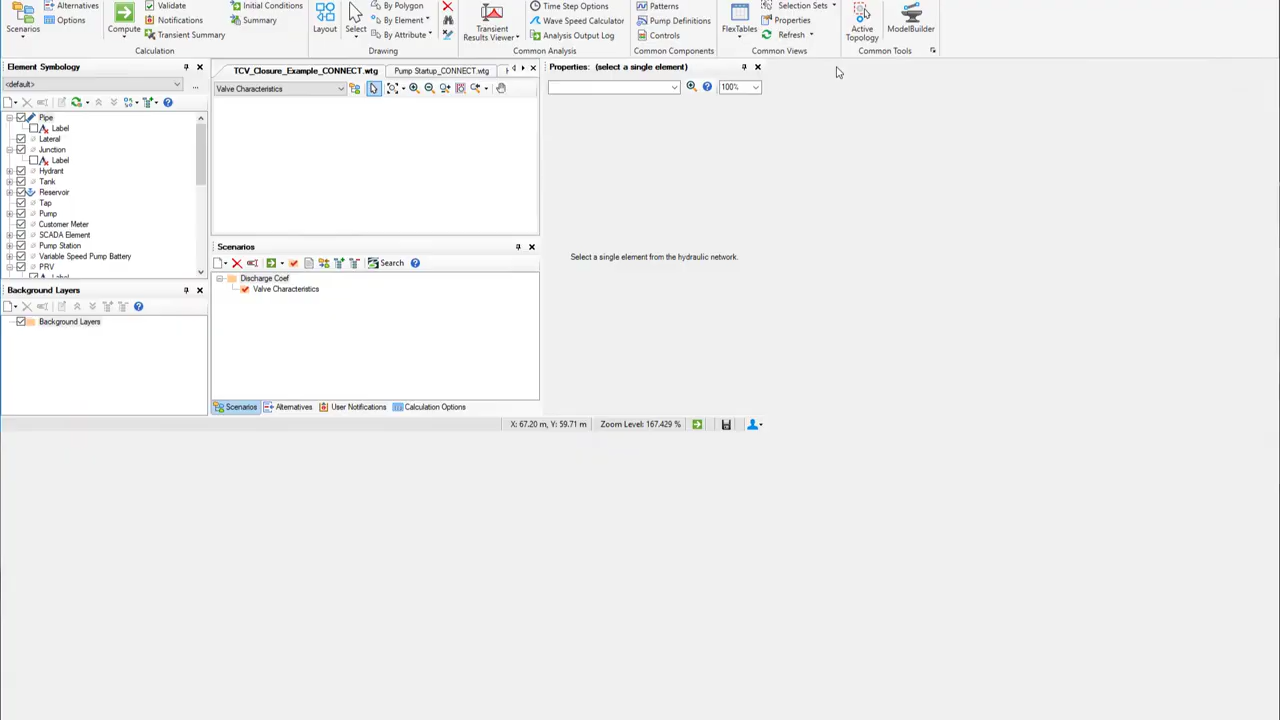 Scenarios
Alternatives
Options
Compute
Validate
Notifications
Transient Summary
Initial Conditions
Summary
Calculation
Layout
Select
By Polygon
By Element
By Attribute
Drawing
Transient
Results Viewer
Time Step Options
Wave Speed Calculator
Analysis Output Log
Common Analysis
Patterns
Pump Definitions
Controls
Common Components
FlexTables
Selection Sets
Properties
Refresh
Common Views
Active
Topology
ModelBuilder
Common Tools
Element Symbology
<default>
...
Pipe
Label
Lateral
Junction
Label
Hydrant
Tank
Reservoir
Tap
Pump
Customer Meter
SCADA Element
Pump Station
Variable Speed Pump Battery
PRV
Label
Background Layers
Background Layers
TCV_Closure_Example_CONNECT.wtg
Pump Startup_CONNECT.wtg
Valve Characteristics
Scenarios
Search
Discharge Coef
Valve Characteristics
Scenarios
Alternatives
User Notifications
Calculation Options
Properties: (select a single element)
100%
Select a single element from the hydraulic network.
X: 67.20 m, Y: 59.71 m
Zoom Level: 167.429 %